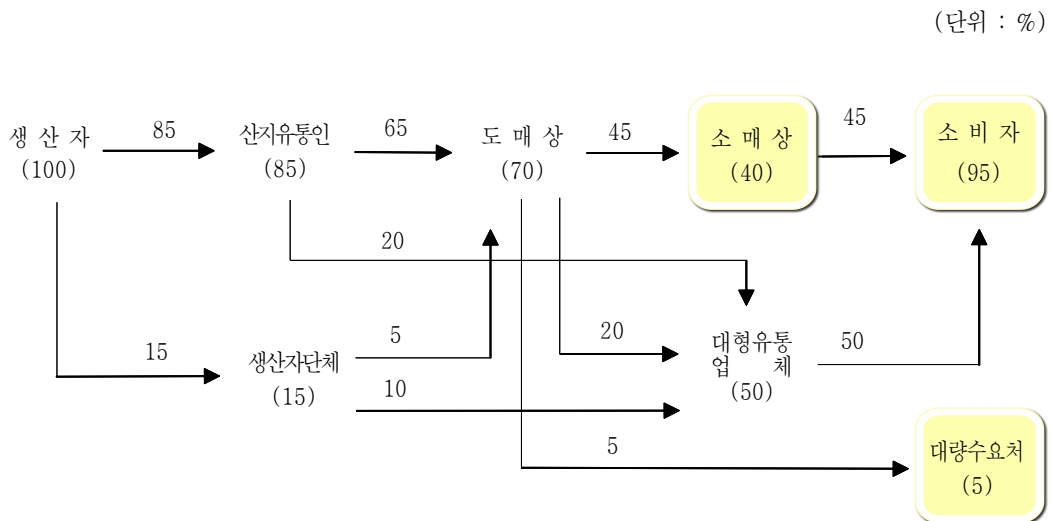 (단위 : %)
생 산 자
(100)
85
산지유통인
(85)
65
도 매 상
(70)
45
소 매 상
(40)
45
소 비 자
(95)
20
15
생산자단체
(15)
5
10
20
대형유통
업 체
(50)
50
5
대량수요처
(5)